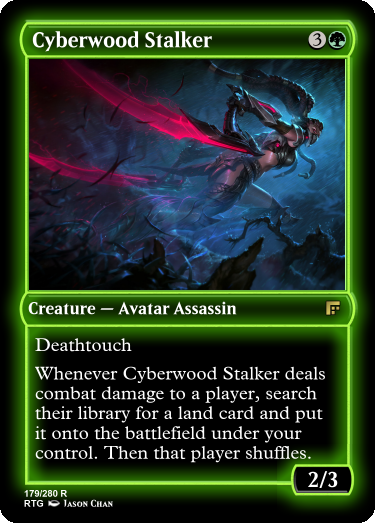 Cyberwood Stalker 3
Creature — Avatar Assassin
Deathtouch
Whenever Cyberwood Stalker deals
combat damage to a player, search
their library for a land card and put
it onto the battlefield under your
control. Then that player shuffles.
2/3
179/280 R
RTG Jason Chan